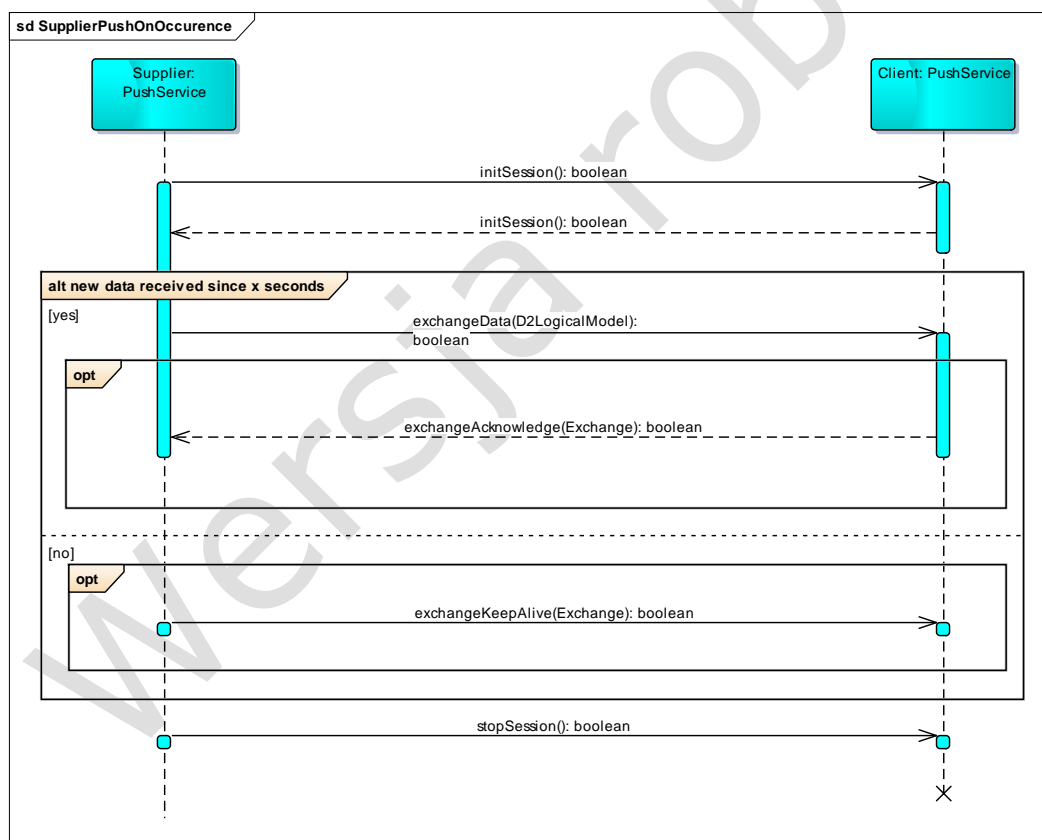 sd SupplierPushOnOccurence
Supplier:
PushService
Client: PushService
initSession(): boolean
initSession(): boolean
alt new data received since x seconds
[yes]
exchangeData(D2LogicalModel):
boolean
opt
exchangeAcknowledge(Exchange): boolean
[no]
opt
exchangeKeepAlive(Exchange): boolean
stopSession(): boolean
Wersja rob